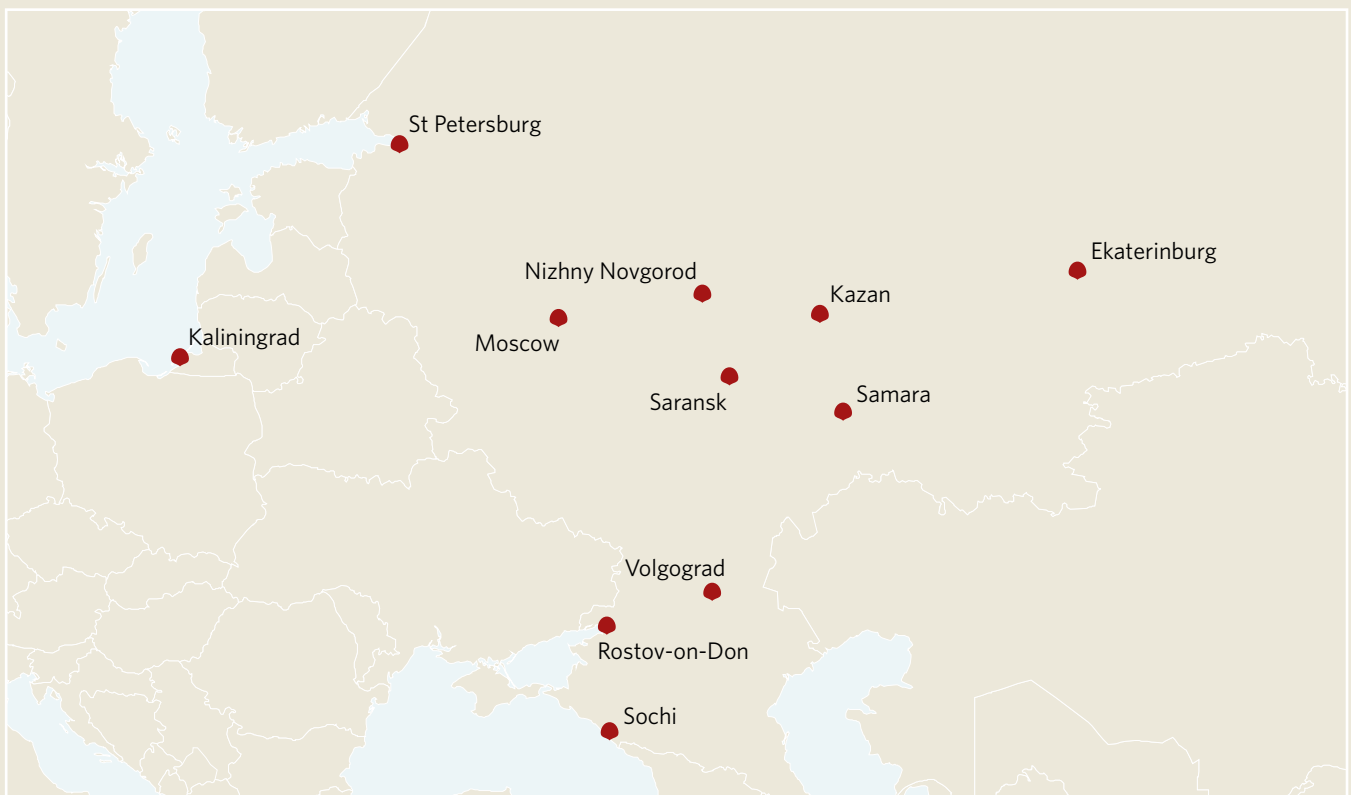 St Petersburg
Ekaterinburg
Nizhny Novgorod
Kazan
Kaliningrad
Moscow
Samara
Saransk
Volgograd
Rostov-on-Don
Sochi